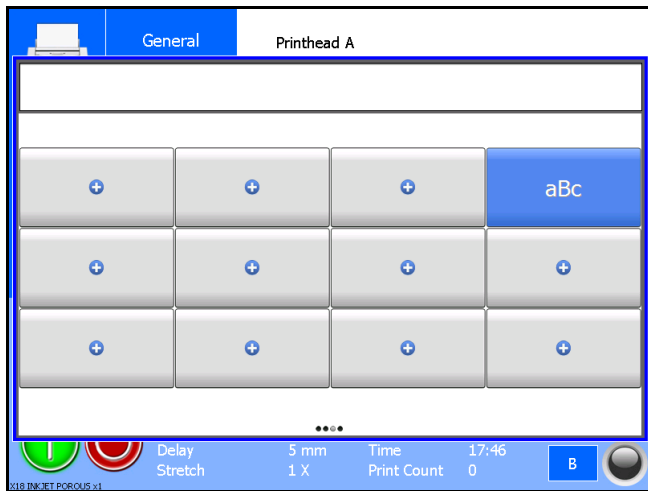 General
Printhead A
aBc
Delay 5 mm Time 17:46
Stretch 1 X Print Count 0
B
X18 INKJET POROUS x1